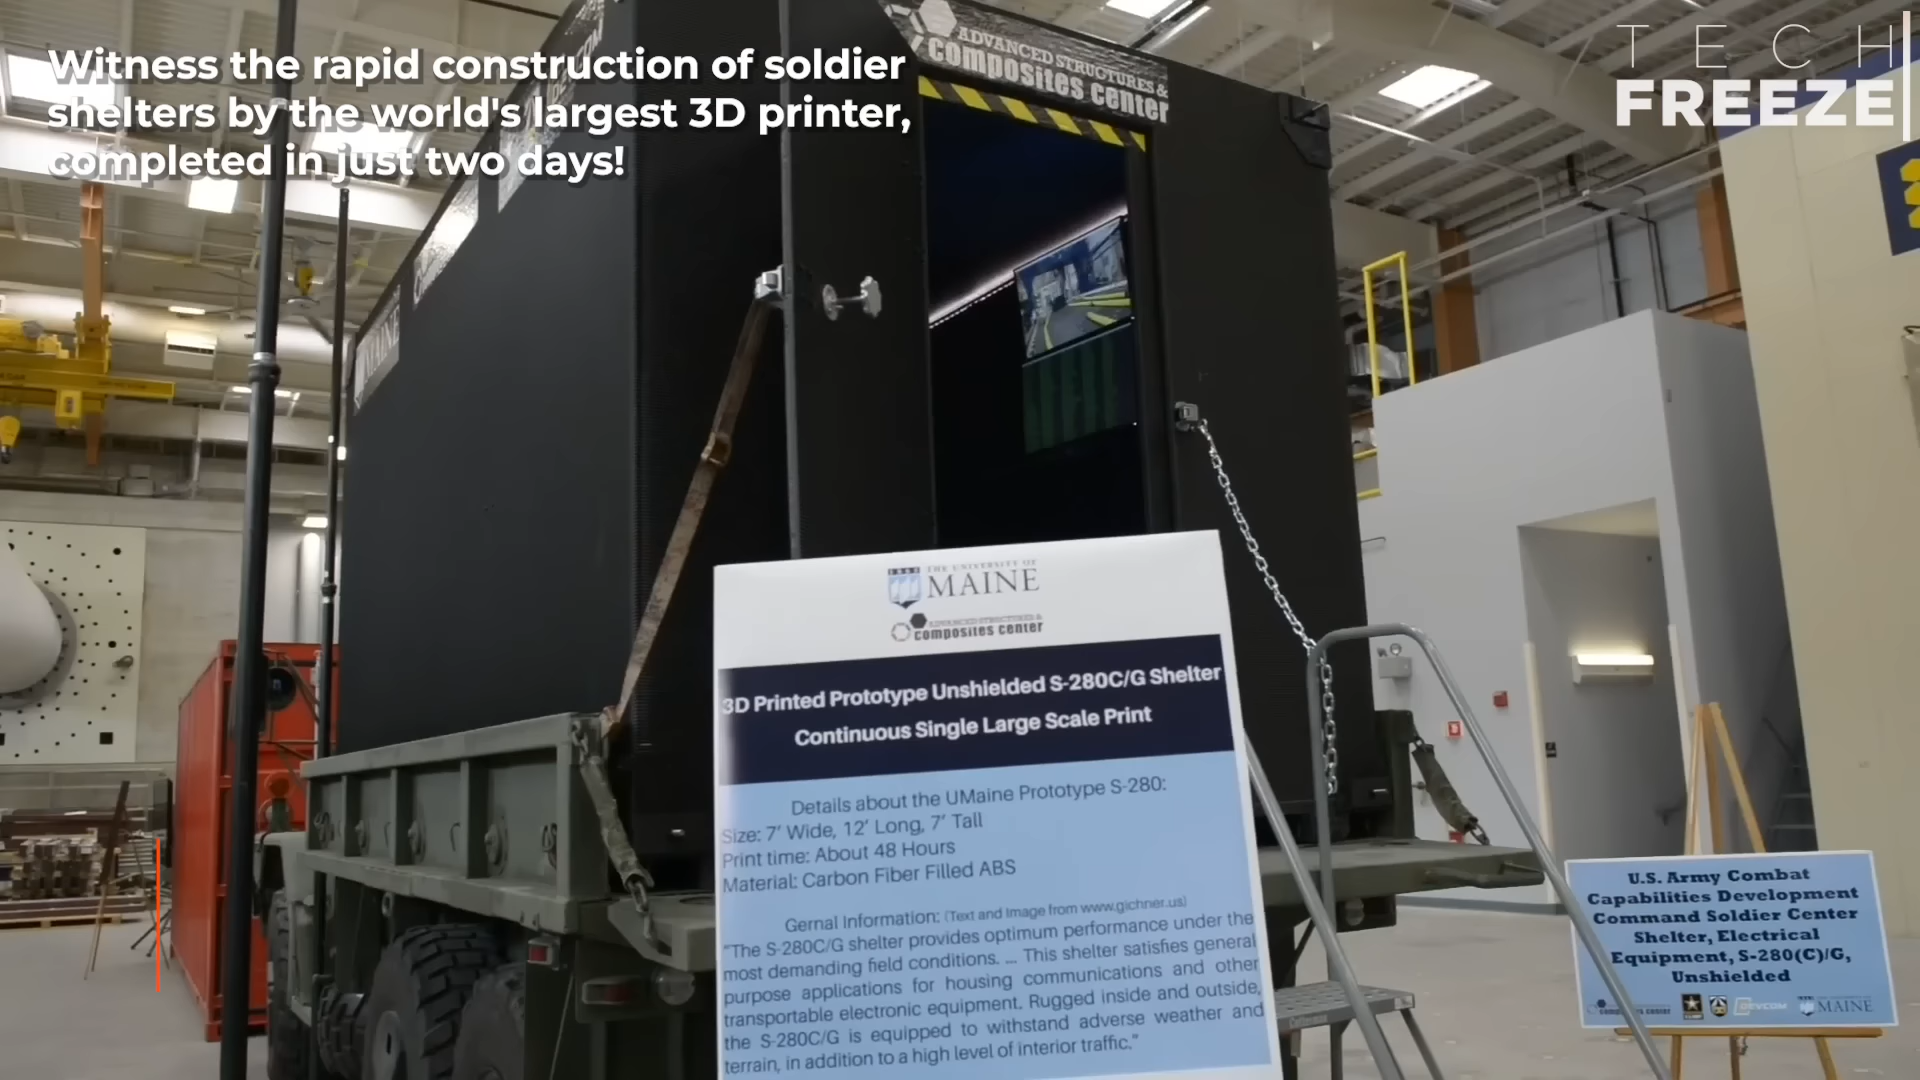 Witness the rapid construction of soldier
shelters by the world's largest 3D printer,
completed in just two days!
TECH
FREEZE
ADVANCED STRUCTURES &
composites center
MAINE
THE UNIVERSITY OF
MAINE
ADVANCED STRUCTURES &
composites center
3D Printed Prototype Unshielded S-280C/G Shelter
Continuous Single Large Scale Print
Details about the UMaine Prototype S-280:
Size: 7' Wide, 12' Long, 7' Tall
Print time: About 48 Hours
Material: Carbon Fiber Filled ABS
Gernal Information: (Text and Image from www.gichner.us)
"The S-280C/G shelter provides optimum performance under the
most demanding field conditions. ... This shelter satisfies general
purpose applications for housing communications and other
transportable electronic equipment. Rugged inside and outside,
the S-280C/G is equipped to withstand adverse weather and
terrain, in addition to a high level of interior traffic."
U.S. Army Combat
Capabilities Development
Command Soldier Center
Shelter, Electrical
Equipment, S-280(C)/G,
Unshielded
composites center
DEVCOM
MAINE